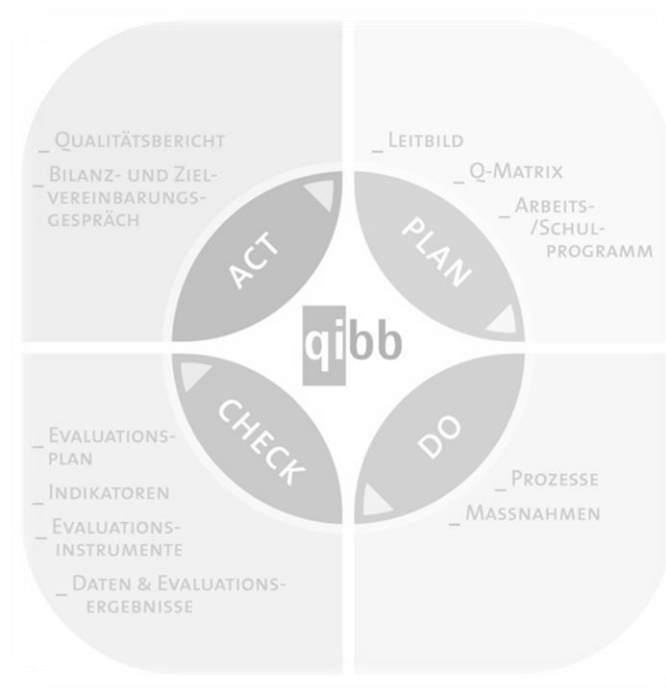 _ QUALITÄTSBERICHT
_ BILANZ- UND ZIEL-
VEREINBARUNGS-
GESPRÄCH
ACT
_ LEITBILD
_ Q-MATRIX
_ ARBEITS-
/SCHUL-
PROGRAMM
PLAN
qibb
CHECK
_ EVALUATIONS-
PLAN
_ INDIKATOREN
_ EVALUATIONS-
INSTRUMENTE
_ DATEN & EVALUATIONS-
ERGEBNISSE
DO
_ PROZESSE
_ MASSNAHMEN